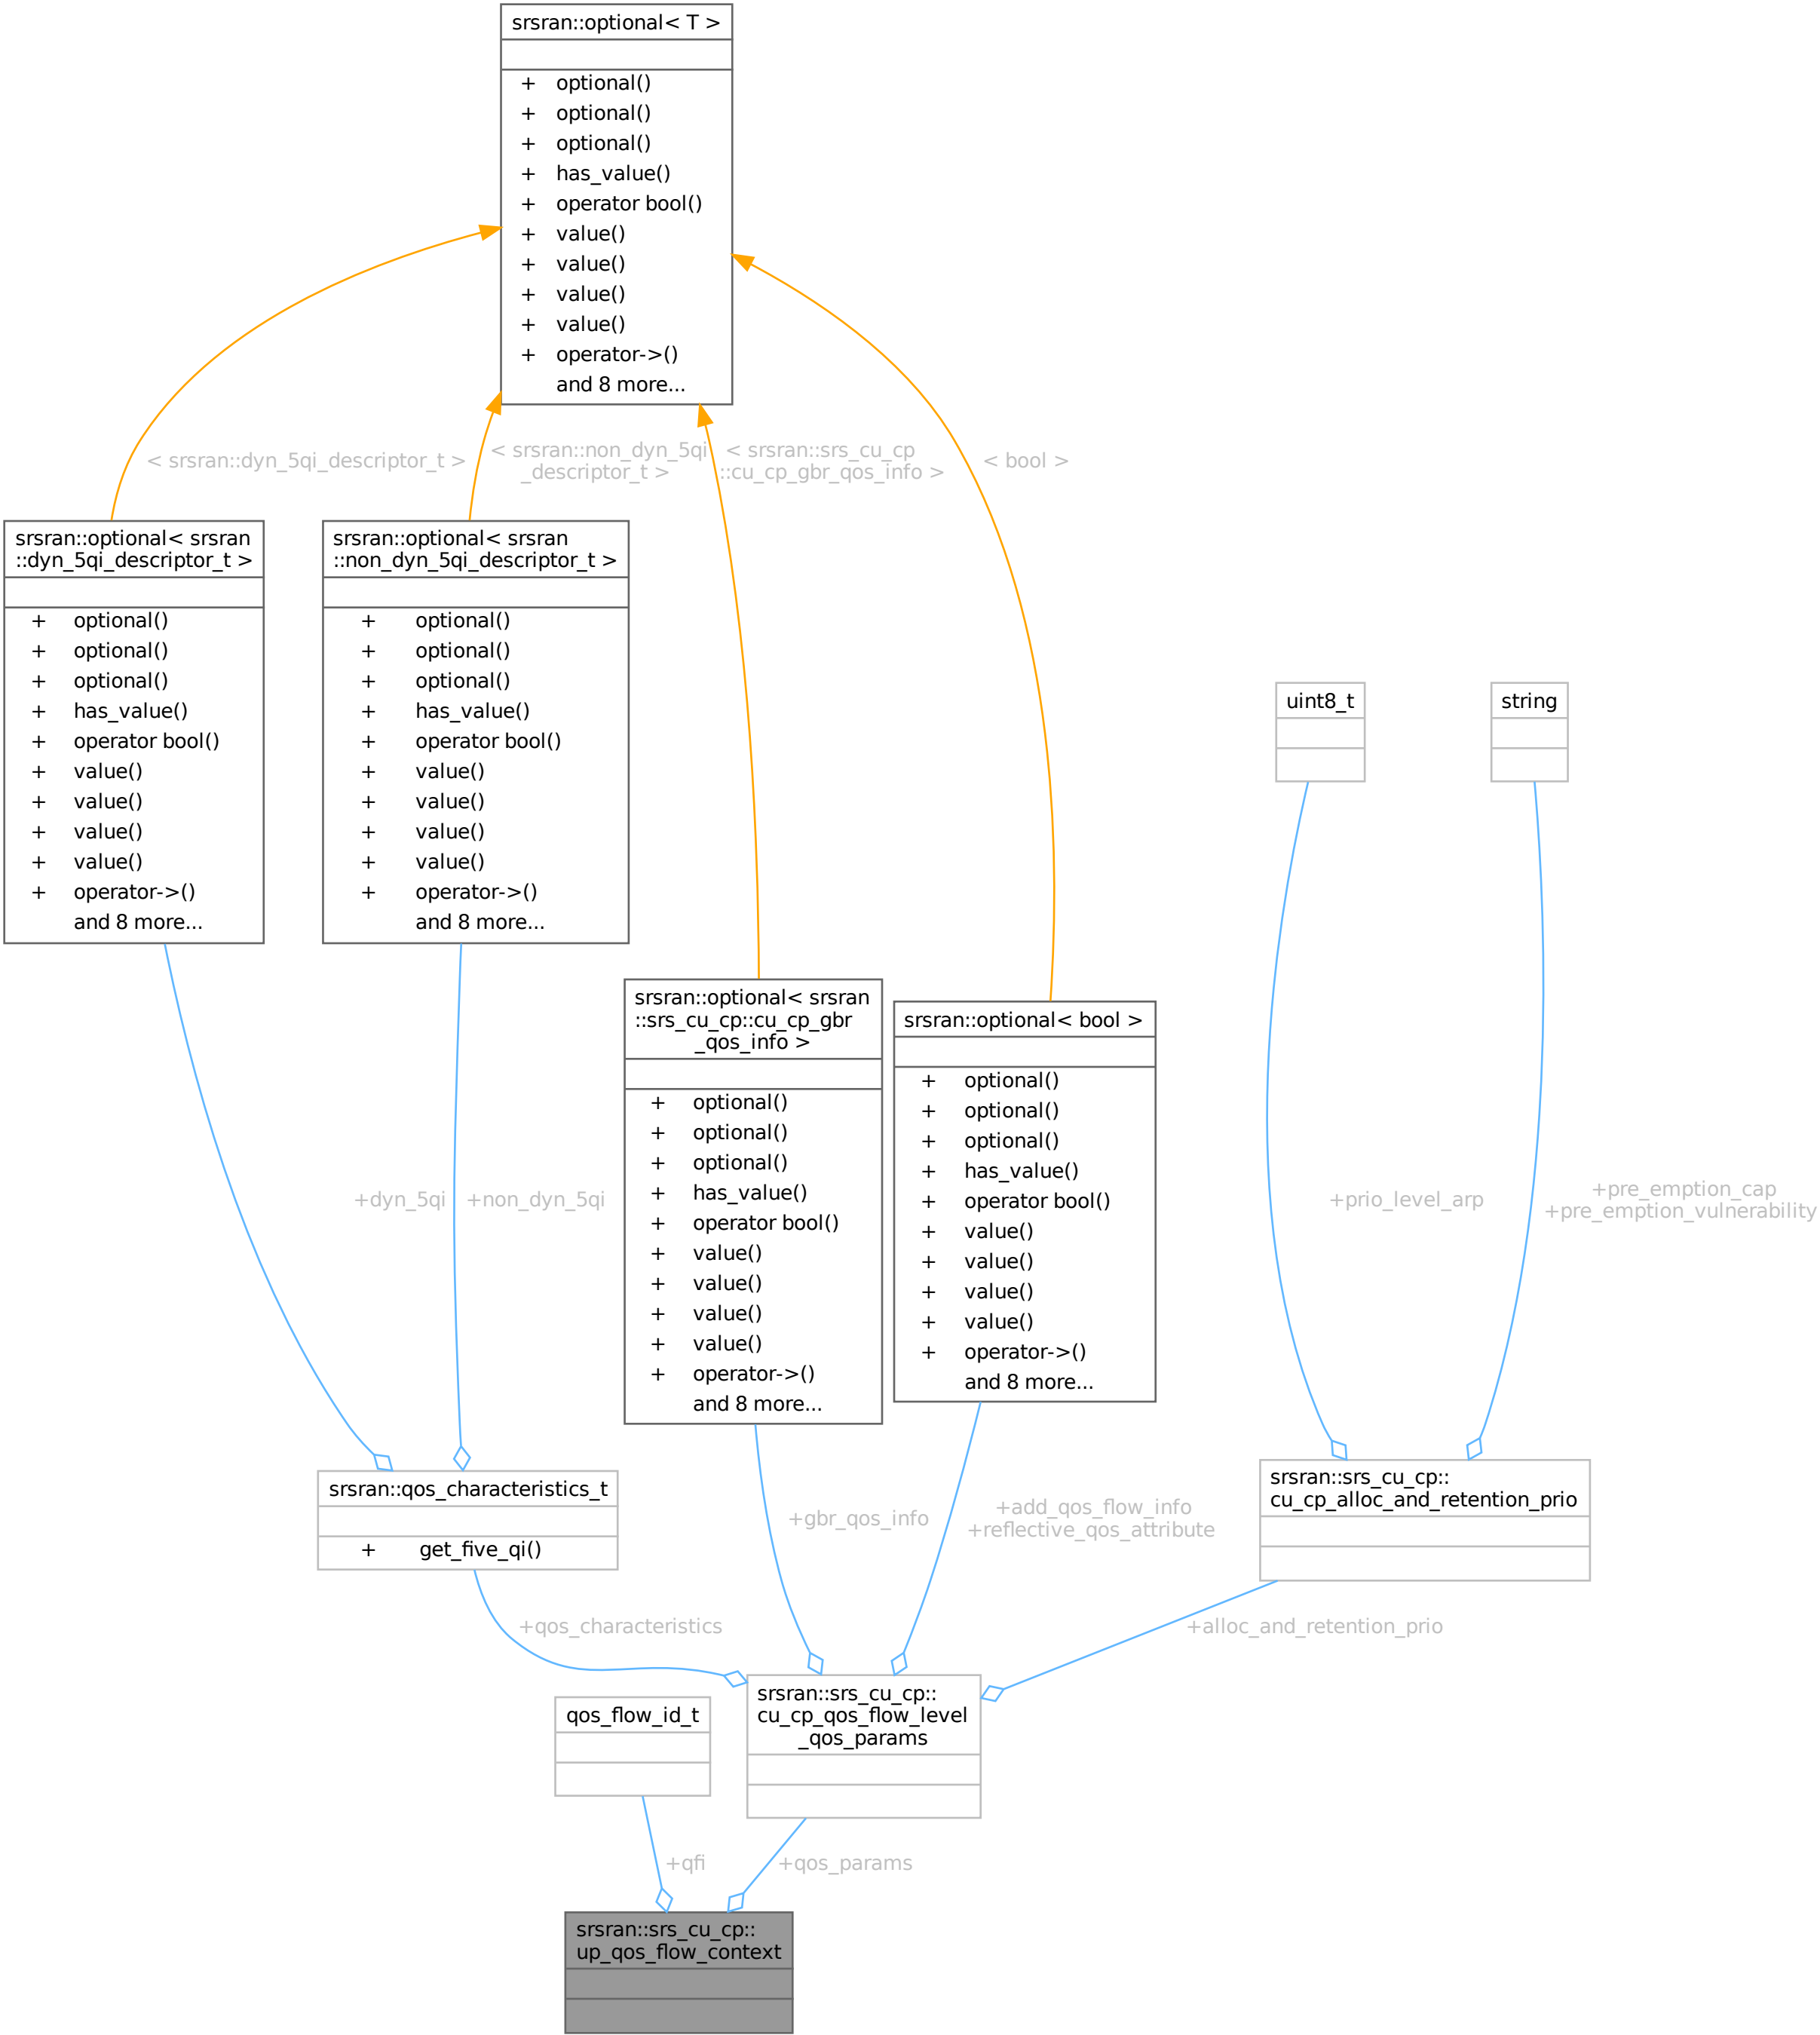 srsran::optional< T >
+ optional()
+ optional()
+ optional()
+ has_value()
+ operator bool()
+ value()
+ value()
+ value()
+ value()
+ operator->()
and 8 more...
< srsran::dyn_5qi_descriptor_t >
< srsran::non_dyn_5qi
_descriptor_t >
< srsran::srs_cu_cp
::cu_cp_gbr_qos_info >
< bool >
srsran::optional< srsran
::dyn_5qi_descriptor_t >
+ optional()
+ optional()
+ optional()
+ has_value()
+ operator bool()
+ value()
+ value()
+ value()
+ value()
+ operator->()
and 8 more...
srsran::optional< srsran
::non_dyn_5qi_descriptor_t >
+ optional()
+ optional()
+ optional()
+ has_value()
+ operator bool()
+ value()
+ value()
+ value()
+ value()
+ operator->()
and 8 more...
uint8_t
string
srsran::optional< srsran
::srs_cu_cp::cu_cp_gbr
_qos_info >
+ optional()
+ optional()
+ optional()
+ has_value()
+ operator bool()
+ value()
+ value()
+ value()
+ value()
+ operator->()
and 8 more...
srsran::optional< bool >
+ optional()
+ optional()
+ optional()
+ has_value()
+ operator bool()
+ value()
+ value()
+ value()
+ value()
+ operator->()
and 8 more...
+dyn_5qi
+non_dyn_5qi
+prio_level_arp
+pre_emption_cap
+pre_emption_vulnerability
srsran::qos_characteristics_t
+ get_five_qi()
+gbr_qos_info
+add_qos_flow_info
+reflective_qos_attribute
srsran::srs_cu_cp::
cu_cp_alloc_and_retention_prio
+qos_characteristics
+alloc_and_retention_prio
qos_flow_id_t
srsran::srs_cu_cp::
cu_cp_qos_flow_level
_qos_params
+qfi
+qos_params
srsran::srs_cu_cp::
up_qos_flow_context